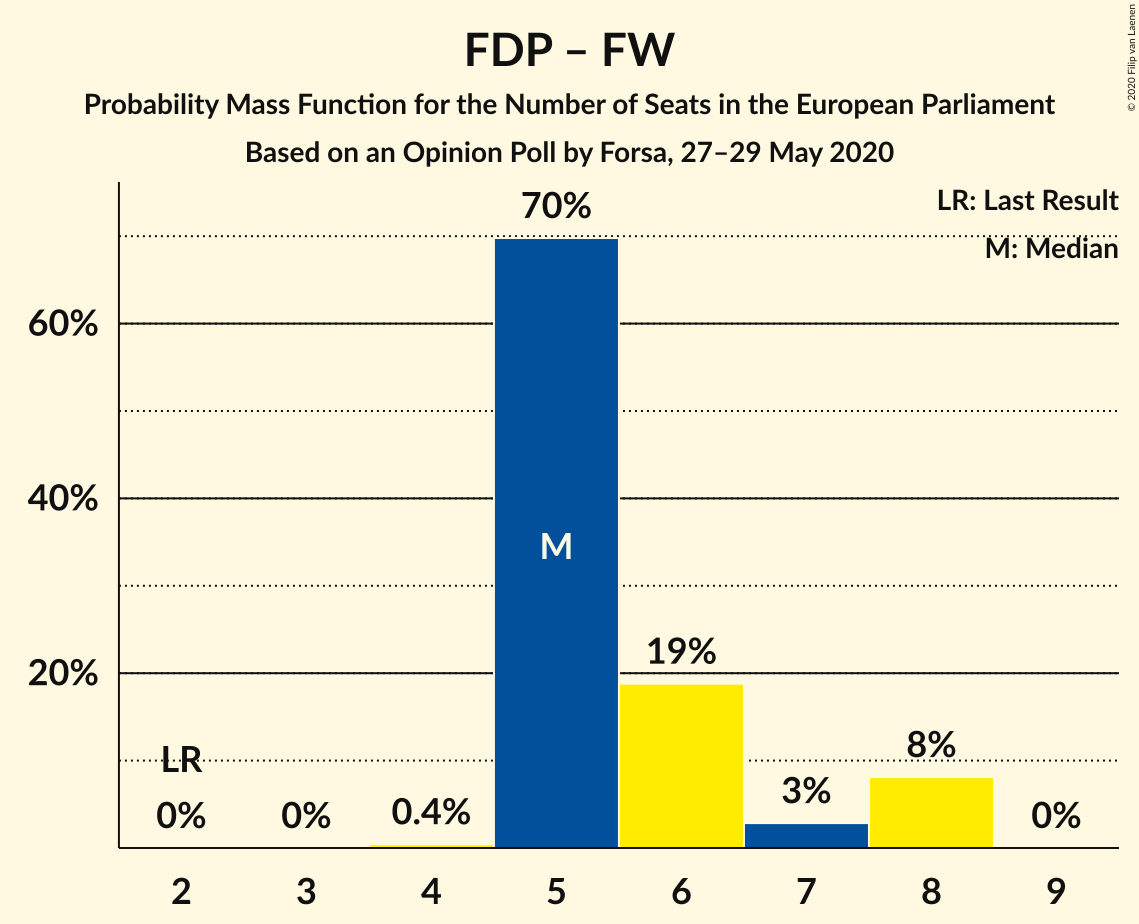 FDP – FW
Probability Mass Function for the Number of Seats in the European Parliament
Based on an Opinion Poll by Forsa, 27–29 May 2020
© 2020 Filip van Laenen
LR: Last Result
M: Median
70%
60%
40%
M
19%
20%
LR
8%
3%
0%
0%
0.4%
0%
2 3 4 5 6 7 8 9